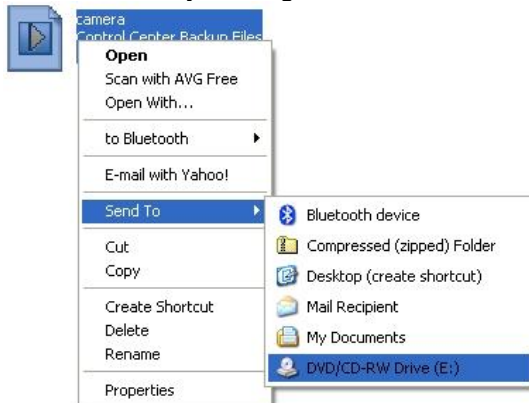 camera
Control Center Backup Files
Open
Scan with AVG Free
Open With...
to Bluetooth
E-mail with Yahoo!
Send To
Cut
Copy
Create Shortcut
Delete
Rename
Properties
Bluetooth device
Compressed (zipped) Folder
Desktop (create shortcut)
Mail Recipient
My Documents
DVD/CD-RW Drive (E:)